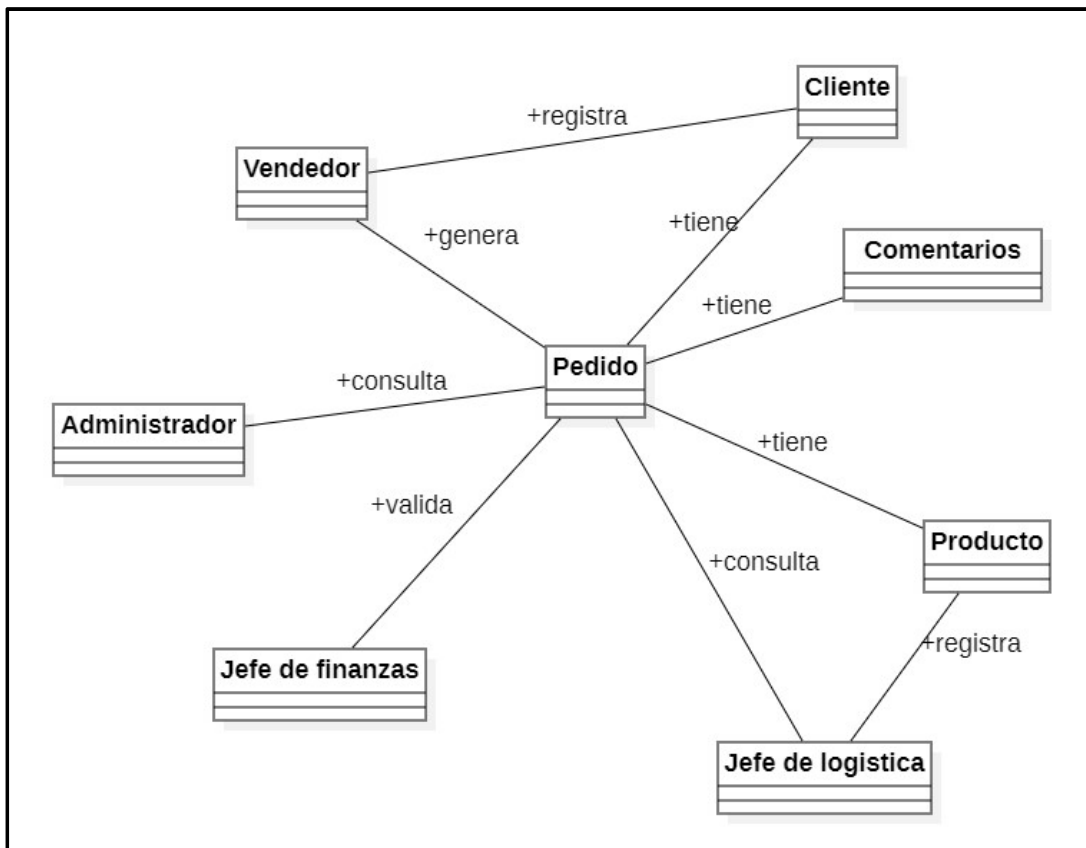 Cliente
+registra
Vendedor
+tiene
+genera
Comentarios
+tiene
Pedido
+consulta
Administrador
+tiene
+valida
Producto
+consulta
+registra
Jefe de finanzas
Jefe de logistica